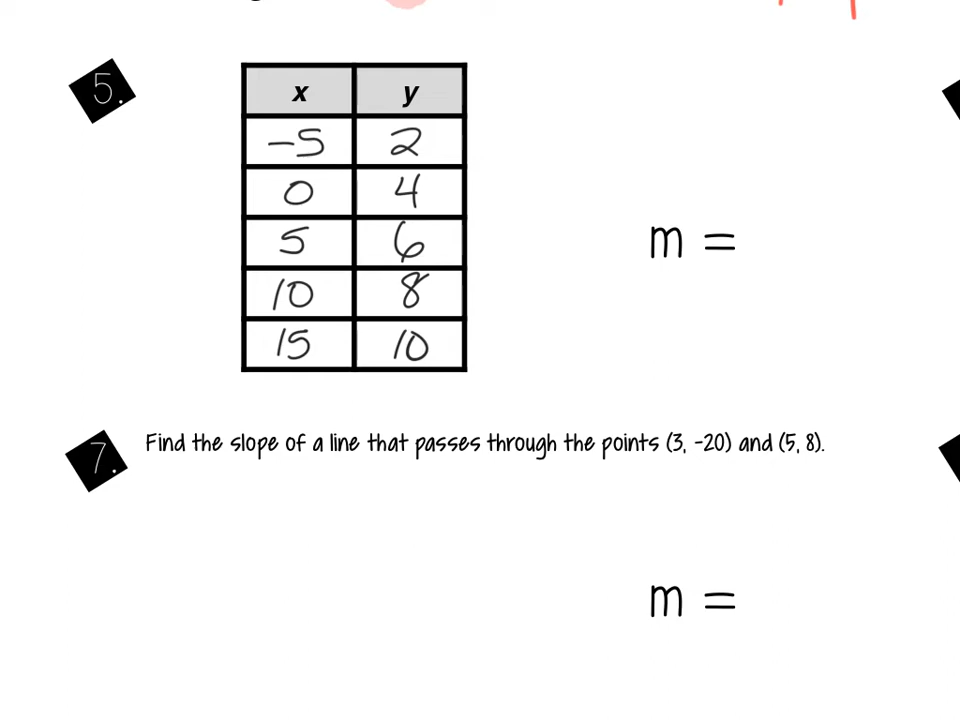 5.
x y
-5 2
0 4
5 6
10 8
15 10
m =
7. Find the slope of a line that passes through the points (3, -20) and (5, 8).
m =